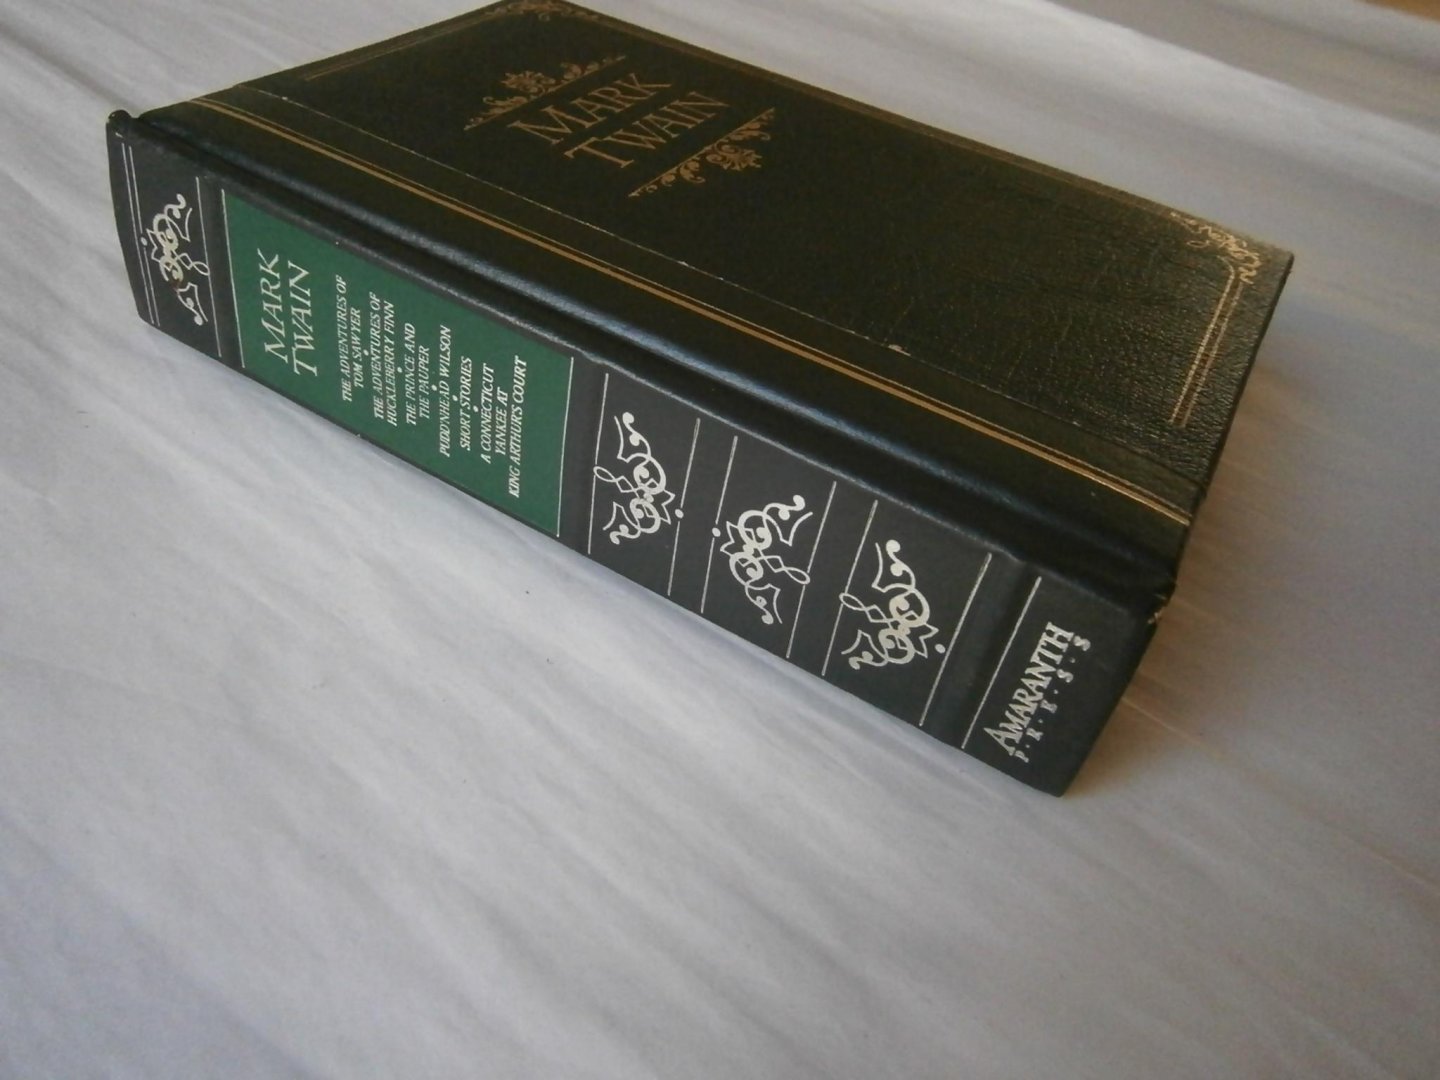 MARK
TWAIN
MARK
TWAIN
THE ADVENTURES OF
TOM SAWYER
THE ADVENTURES OF
HUCKLEBERRY FINN
THE PRINCE AND
THE PAUPER
PUDD'NHEAD WILSON
SHORT STORIES
A CONNECTICUT
YANKEE AT
KING ARTHUR'S COURT
AMARANTH
P·R·E·S·S